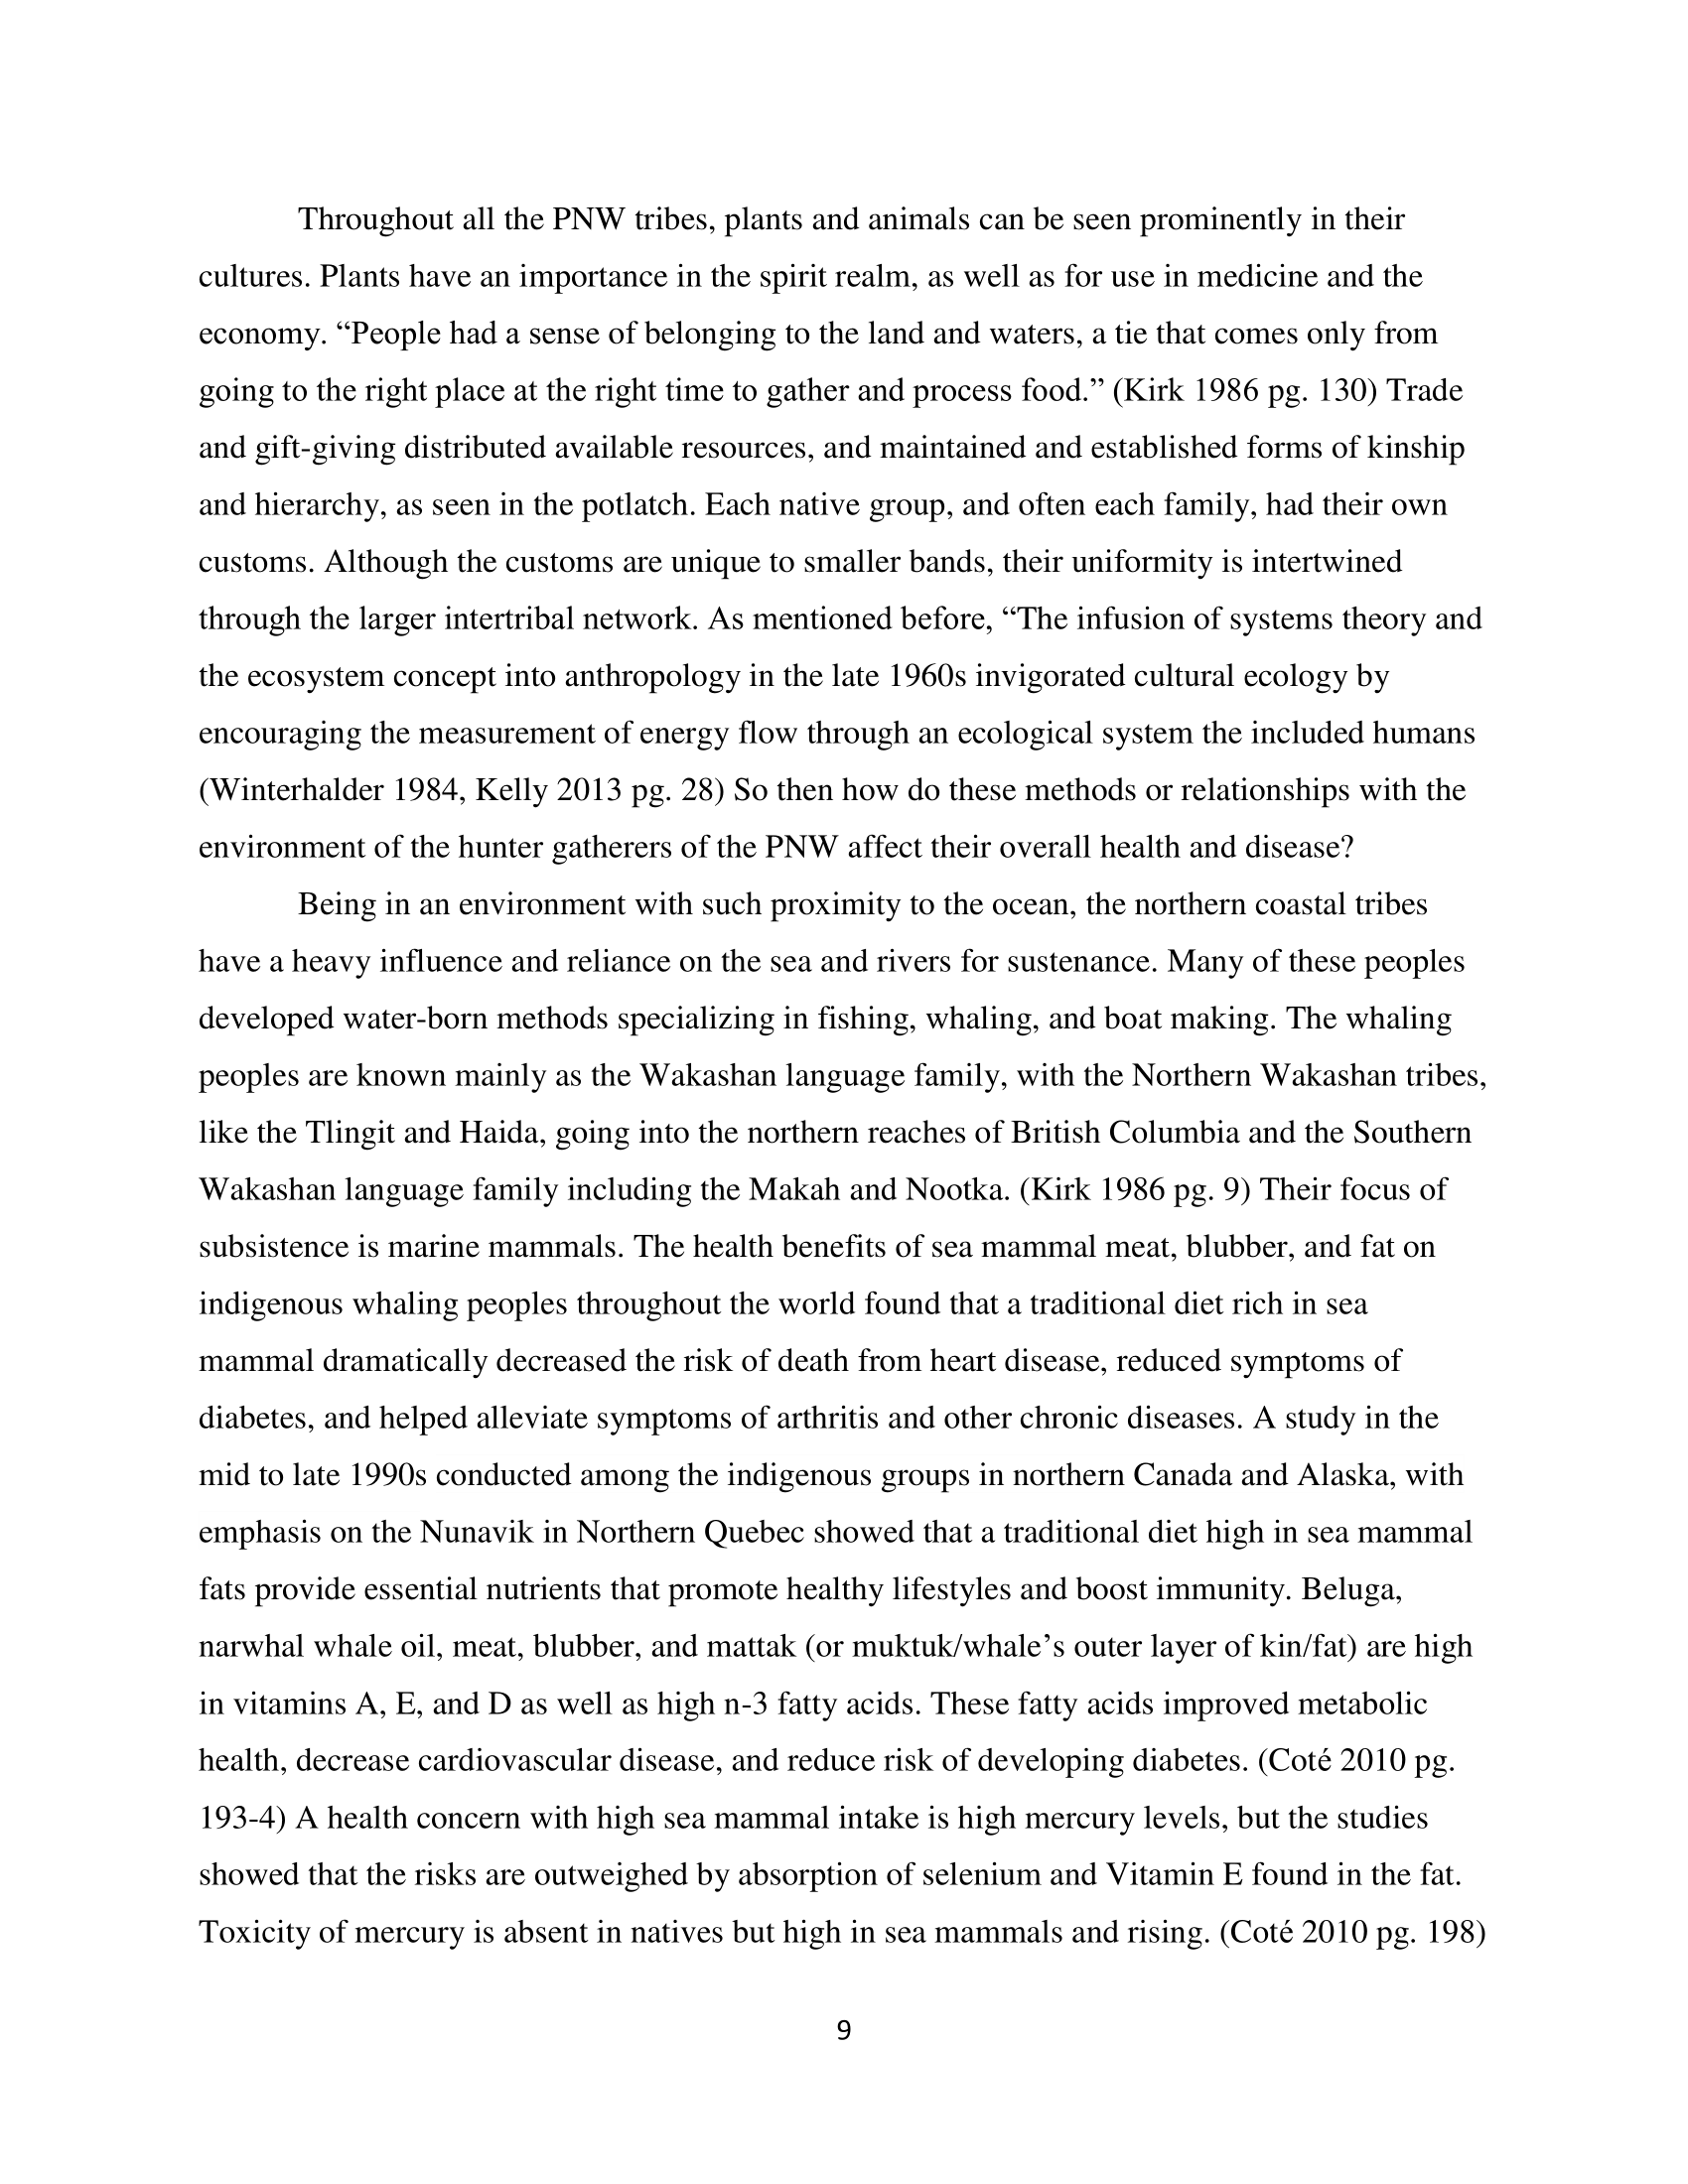 Throughout all the PNW tribes, plants and animals can be seen prominently in their
cultures. Plants have an importance in the spirit realm, as well as for use in medicine and the
economy. “People had a sense of belonging to the land and waters, a tie that comes only from
going to the right place at the right time to gather and process food.” (Kirk 1986 pg. 130) Trade
and gift-giving distributed available resources, and maintained and established forms of kinship
and hierarchy, as seen in the potlatch. Each native group, and often each family, had their own
customs. Although the customs are unique to smaller bands, their uniformity is intertwined
through the larger intertribal network. As mentioned before, “The infusion of systems theory and
the ecosystem concept into anthropology in the late 1960s invigorated cultural ecology by
encouraging the measurement of energy flow through an ecological system the included humans
(Winterhalder 1984, Kelly 2013 pg. 28) So then how do these methods or relationships with the
environment of the hunter gatherers of the PNW affect their overall health and disease?
Being in an environment with such proximity to the ocean, the northern coastal tribes
have a heavy influence and reliance on the sea and rivers for sustenance. Many of these peoples
developed water-born methods specializing in fishing, whaling, and boat making. The whaling
peoples are known mainly as the Wakashan language family, with the Northern Wakashan tribes,
like the Tlingit and Haida, going into the northern reaches of British Columbia and the Southern
Wakashan language family including the Makah and Nootka. (Kirk 1986 pg. 9) Their focus of
subsistence is marine mammals. The health benefits of sea mammal meat, blubber, and fat on
indigenous whaling peoples throughout the world found that a traditional diet rich in sea
mammal dramatically decreased the risk of death from heart disease, reduced symptoms of
diabetes, and helped alleviate symptoms of arthritis and other chronic diseases. A study in the
mid to late 1990s conducted among the indigenous groups in northern Canada and Alaska, with
emphasis on the Nunavik in Northern Quebec showed that a traditional diet high in sea mammal
fats provide essential nutrients that promote healthy lifestyles and boost immunity. Beluga,
narwhal whale oil, meat, blubber, and mattak (or muktuk/whale’s outer layer of kin/fat) are high
in vitamins A, E, and D as well as high n-3 fatty acids. These fatty acids improved metabolic
health, decrease cardiovascular disease, and reduce risk of developing diabetes. (Coté 2010 pg.
193-4) A health concern with high sea mammal intake is high mercury levels, but the studies
showed that the risks are outweighed by absorption of selenium and Vitamin E found in the fat.
Toxicity of mercury is absent in natives but high in sea mammals and rising. (Coté 2010 pg. 198)
9